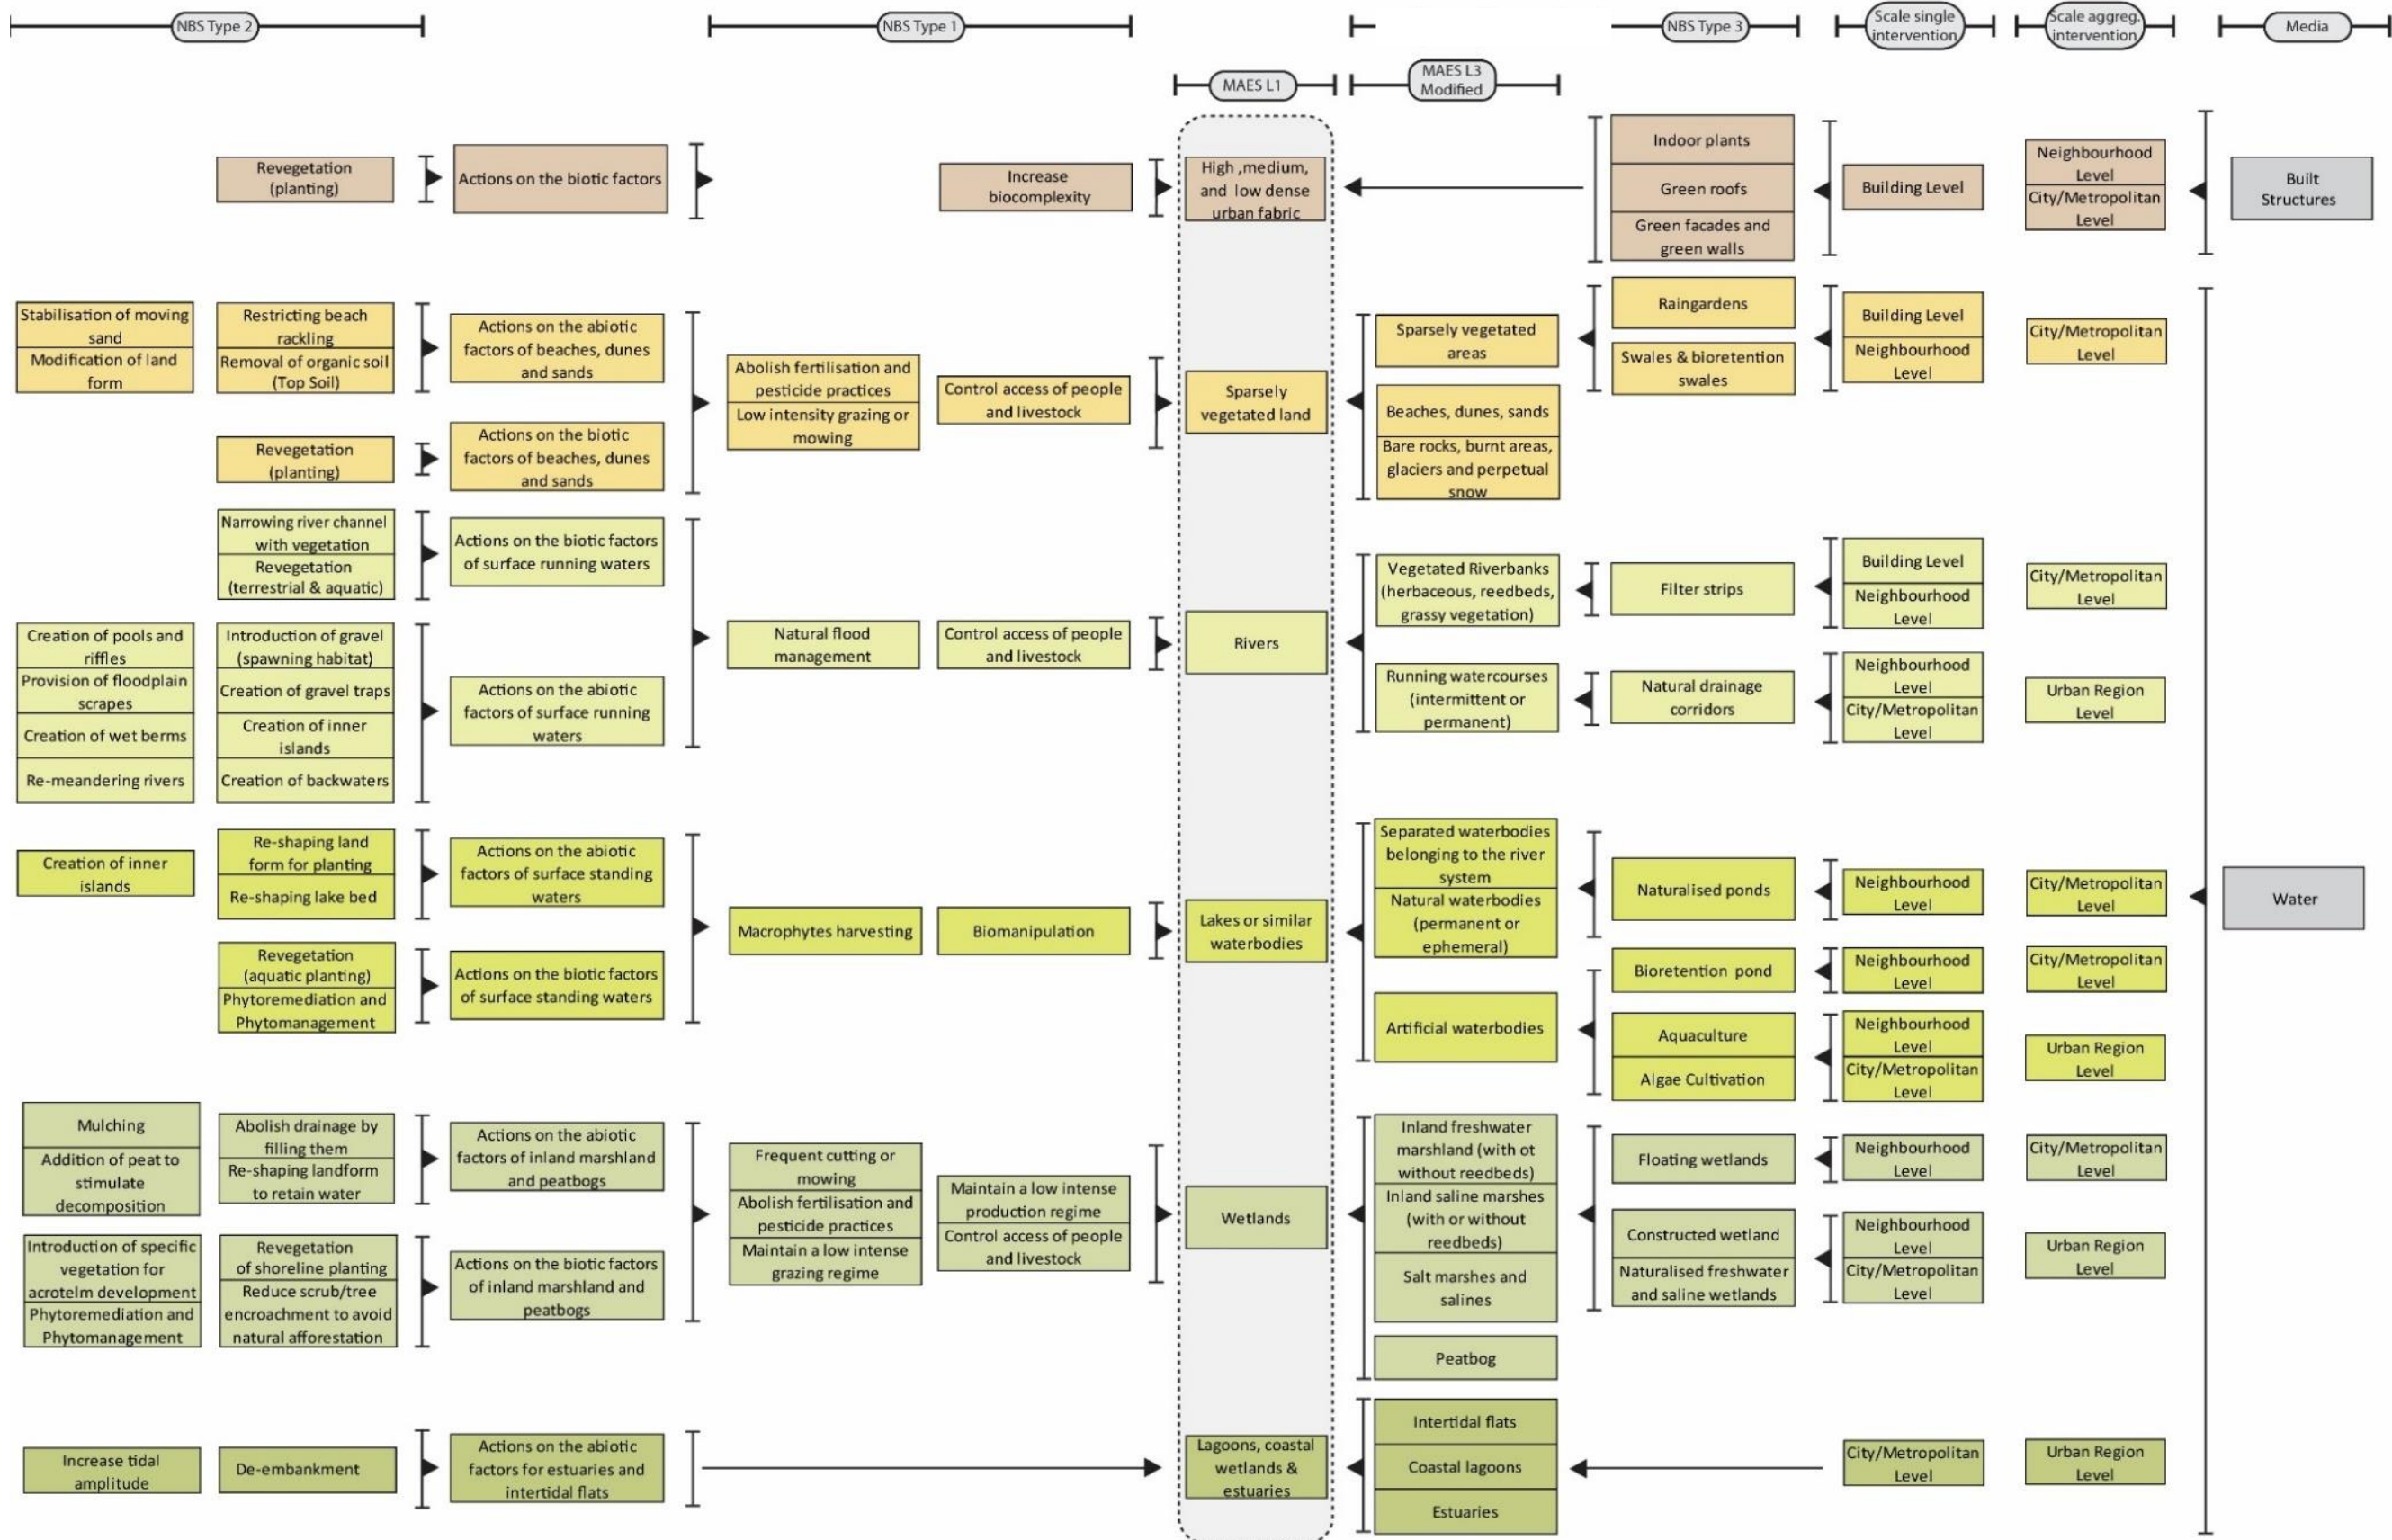 NBS Type 2
NBS Type 1
NBS Type 3
Scale single
intervention
Scale aggreg.
intervention
Media
MAES L1
MAES L3
Modified
Revegetation
(planting)
Actions on the biotic factors
Increase
biocomplexity
High ,medium,
and low dense
urban fabric
Indoor plants
Green roofs
Green facades and
green walls
Building Level
Neighbourhood
Level
City/Metropolitan
Level
Built
Structures
Stabilisation of moving
sand
Modification of land
form
Restricting beach
rackling
Removal of organic soil
(Top Soil)
Actions on the abiotic
factors of beaches, dunes
and sands
Revegetation
(planting)
Actions on the biotic
factors of beaches, dunes
and sands
Abolish fertilisation and
pesticide practices
Low intensity grazing or
mowing
Control access of people
and livestock
Sparsely
vegetated land
Sparsely vegetated
areas
Beaches, dunes, sands
Bare rocks, burnt areas,
glaciers and perpetual
snow
Raingardens
Swales & bioretention
swales
Building Level
Neighbourhood
Level
City/Metropolitan
Level
Narrowing river channel
with vegetation
Revegetation
(terrestrial & aquatic)
Actions on the biotic factors
of surface running waters
Creation of pools and
riffles
Provision of floodplain
scrapes
Creation of wet berms
Re-meandering rivers
Introduction of gravel
(spawning habitat)
Creation of gravel traps
Creation of inner
islands
Creation of backwaters
Actions on the abiotic
factors of surface running
waters
Natural flood
management
Control access of people
and livestock
Rivers
Vegetated Riverbanks
(herbaceous, reedbeds,
grassy vegetation)
Filter strips
Building Level
Neighbourhood
Level
City/Metropolitan
Level
Running watercourses
(intermittent or
permanent)
Natural drainage
corridors
Neighbourhood
Level
City/Metropolitan
Level
Urban Region
Level
Creation of inner
islands
Re-shaping land
form for planting
Re-shaping lake bed
Actions on the abiotic
factors of surface standing
waters
Revegetation
(aquatic planting)
Phytoremediation and
Phytomanagement
Actions on the biotic factors
of surface standing waters
Macrophytes harvesting
Biomanipulation
Lakes or similar
waterbodies
Separated waterbodies
belonging to the river
system
Natural waterbodies
(permanent or
ephemeral)
Artificial waterbodies
Naturalised ponds
Neighbourhood
Level
City/Metropolitan
Level
Water
Bioretention pond
Neighbourhood
Level
City/Metropolitan
Level
Aquaculture
Algae Cultivation
Neighbourhood
Level
City/Metropolitan
Level
Urban Region
Level
Mulching
Addition of peat to
stimulate
decomposition
Abolish drainage by
filling them
Re-shaping landform
to retain water
Actions on the abiotic
factors of inland marshland
and peatbogs
Introduction of specific
vegetation for
acrotelm development
Phytoremediation and
Phytomanagement
Revegetation
of shoreline planting
Reduce scrub/tree
encroachment to avoid
natural afforestation
Actions on the biotic factors
of inland marshland and
peatbogs
Frequent cutting or
mowing
Abolish fertilisation and
pesticide practices
Maintain a low intense
grazing regime
Maintain a low intense
production regime
Control access of people
and livestock
Wetlands
Inland freshwater
marshland (with ot
without reedbeds)
Inland saline marshes
(with or without
reedbeds)
Salt marshes and
salines
Peatbog
Floating wetlands
Neighbourhood
Level
City/Metropolitan
Level
Constructed wetland
Naturalised freshwater
and saline wetlands
Neighbourhood
Level
City/Metropolitan
Level
Urban Region
Level
Increase tidal
amplitude
De-embankment
Actions on the abiotic
factors for estuaries and
intertidal flats
Lagoons, coastal
wetlands &
estuaries
Intertidal flats
Coastal lagoons
Estuaries
City/Metropolitan
Level
Urban Region
Level